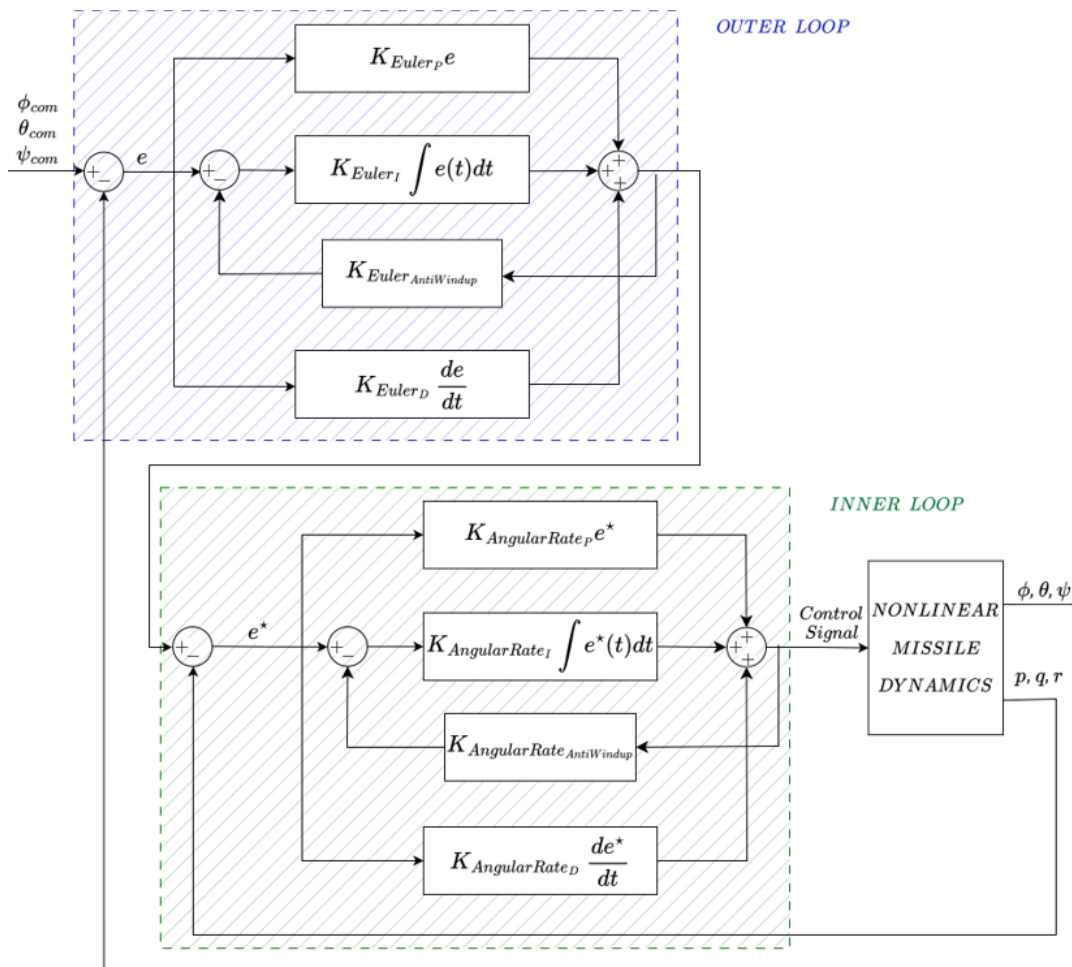 OUTER LOOP
ϕ_com
θ_com
ψ_com
+
−
e
+
−
K_{Euler_P} e
K_{Euler_I} ∫ e(t)dt
K_{Euler_{AntiWindup}}
K_{Euler_D} de/dt
+
+
+
INNER LOOP
+
−
e⋆
+
−
K_{AngularRate_P} e⋆
K_{AngularRate_I} ∫ e⋆(t)dt
K_{AngularRate_{AntiWindup}}
K_{AngularRate_D} de⋆/dt
+
+
+
Control
Signal
NONLINEAR
MISSILE
DYNAMICS
ϕ, θ, ψ
p, q, r